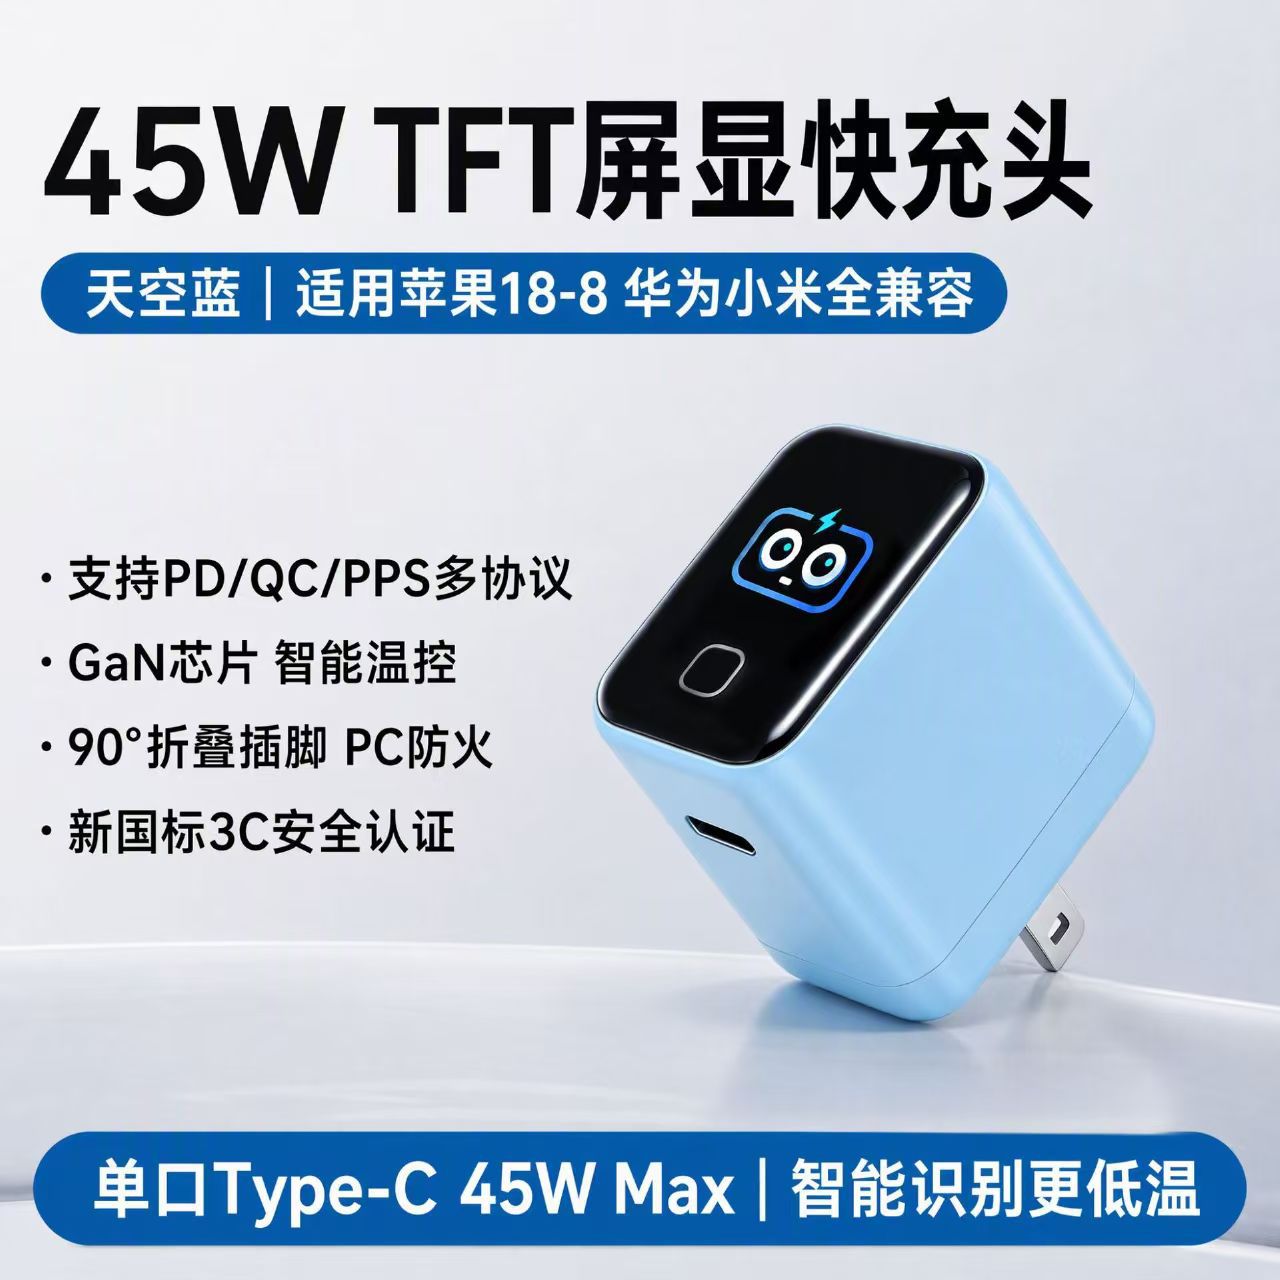 45W TFT屏显快充头
天空蓝｜适用苹果18-8 华为小米全兼容
· 支持PD/QC/PPS多协议
· GaN芯片 智能温控
· 90°折叠插脚 PC防火
· 新国标3C安全认证
单口Type-C 45W Max｜智能识别更低温